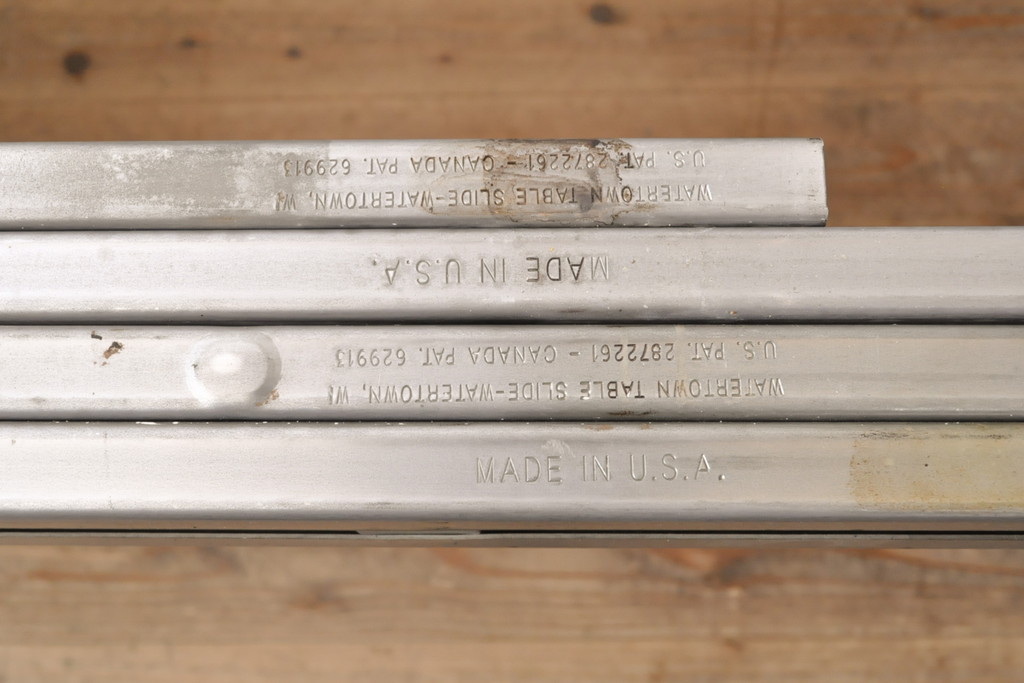 U.S. PAT. 2872261 - CANADA PAT. 629913
WATERTOWN TABLE SLIDE-WATERTOWN, WI
MADE IN U.S.A.
U.S. PAT. 2872261 - CANADA PAT. 629913
WATERTOWN TABLE SLIDE-WATERTOWN, WI
MADE IN U.S.A.